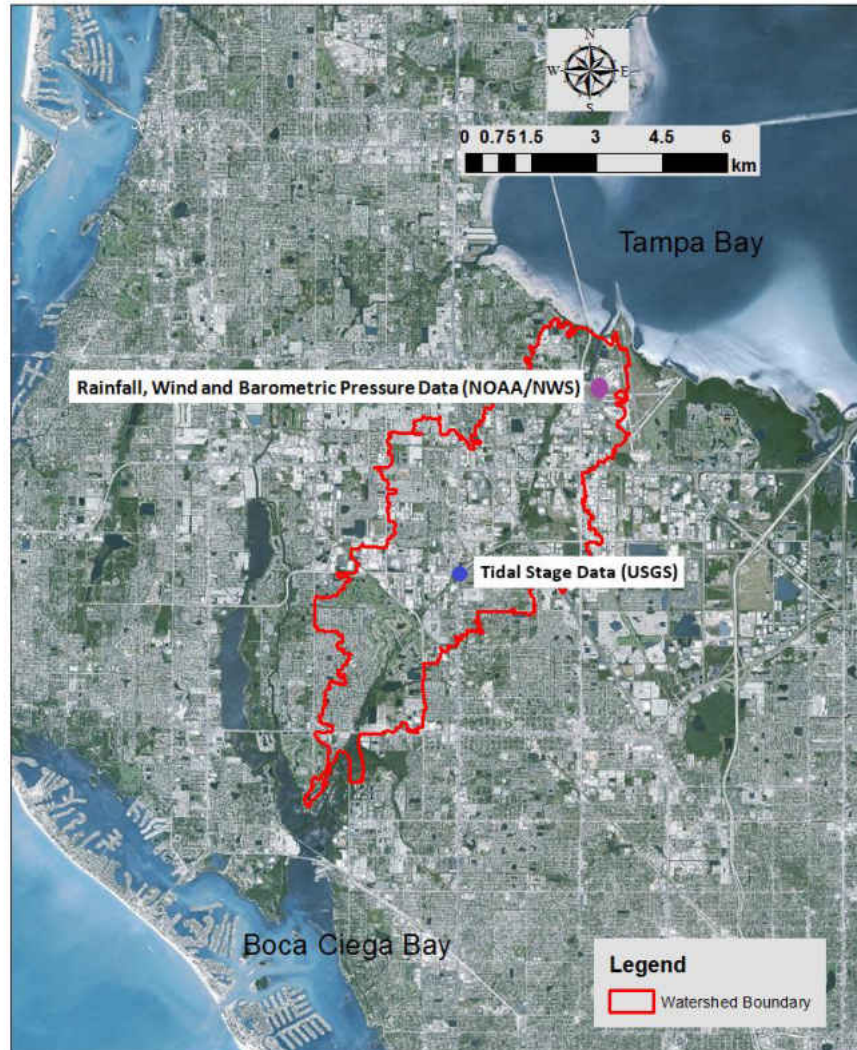 N
W E
S
0 0.75 1.5 3 4.5 6
km
Tampa Bay
Rainfall, Wind and Barometric Pressure Data (NOAA/NWS)
Tidal Stage Data (USGS)
Boca Ciega Bay
Legend
Watershed Boundary